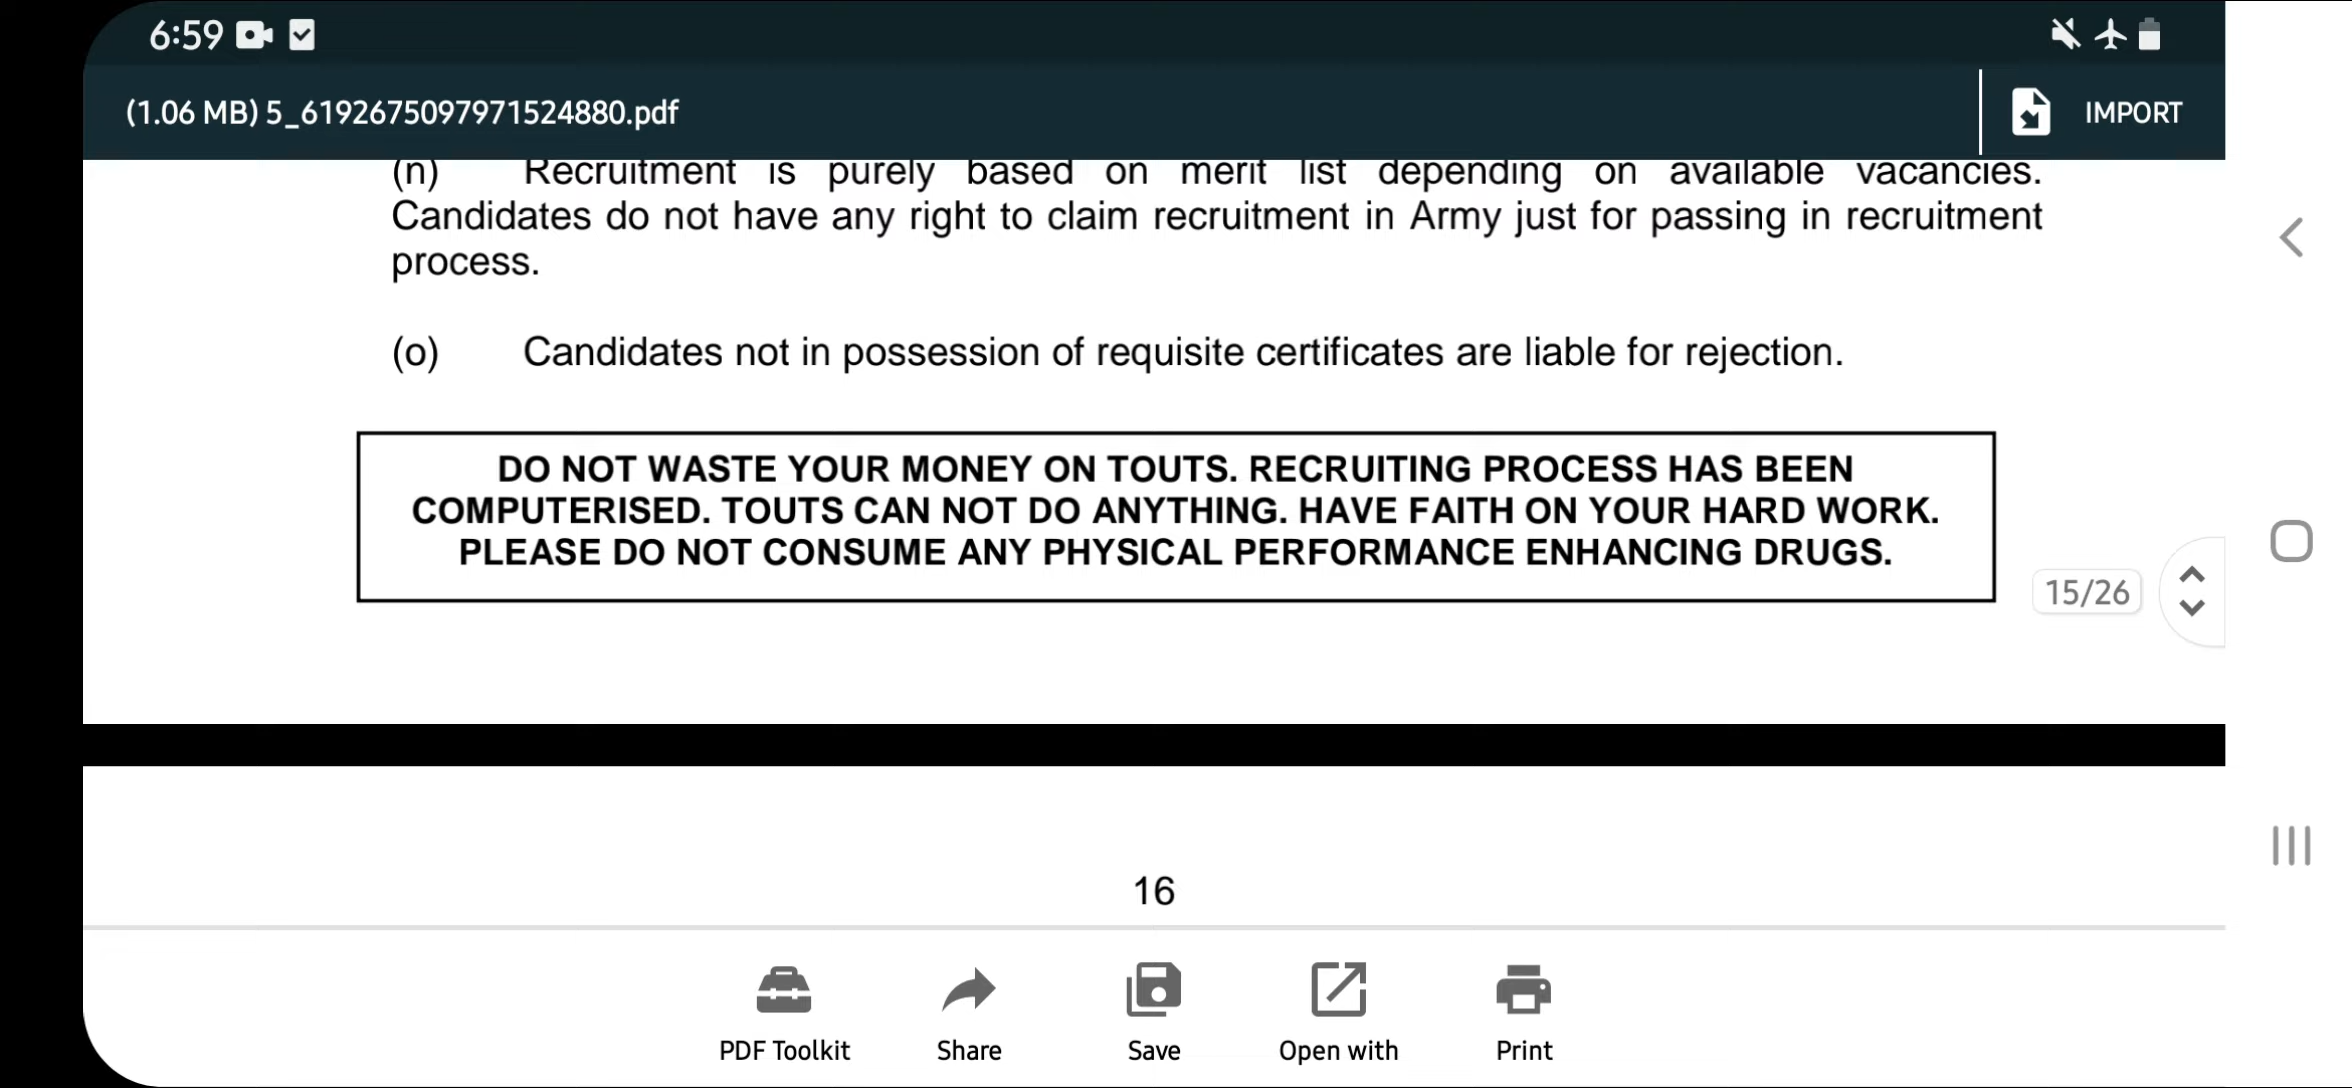 6:59
(1.06 MB) 5_6192675097971524880.pdf
IMPORT
(n) Recruitment is purely based on merit list depending on available vacancies.
Candidates do not have any right to claim recruitment in Army just for passing in recruitment
process.
(o) Candidates not in possession of requisite certificates are liable for rejection.
DO NOT WASTE YOUR MONEY ON TOUTS. RECRUITING PROCESS HAS BEEN
COMPUTERISED. TOUTS CAN NOT DO ANYTHING. HAVE FAITH ON YOUR HARD WORK.
PLEASE DO NOT CONSUME ANY PHYSICAL PERFORMANCE ENHANCING DRUGS.
15/26
16
PDF Toolkit
Share
Save
Open with
Print